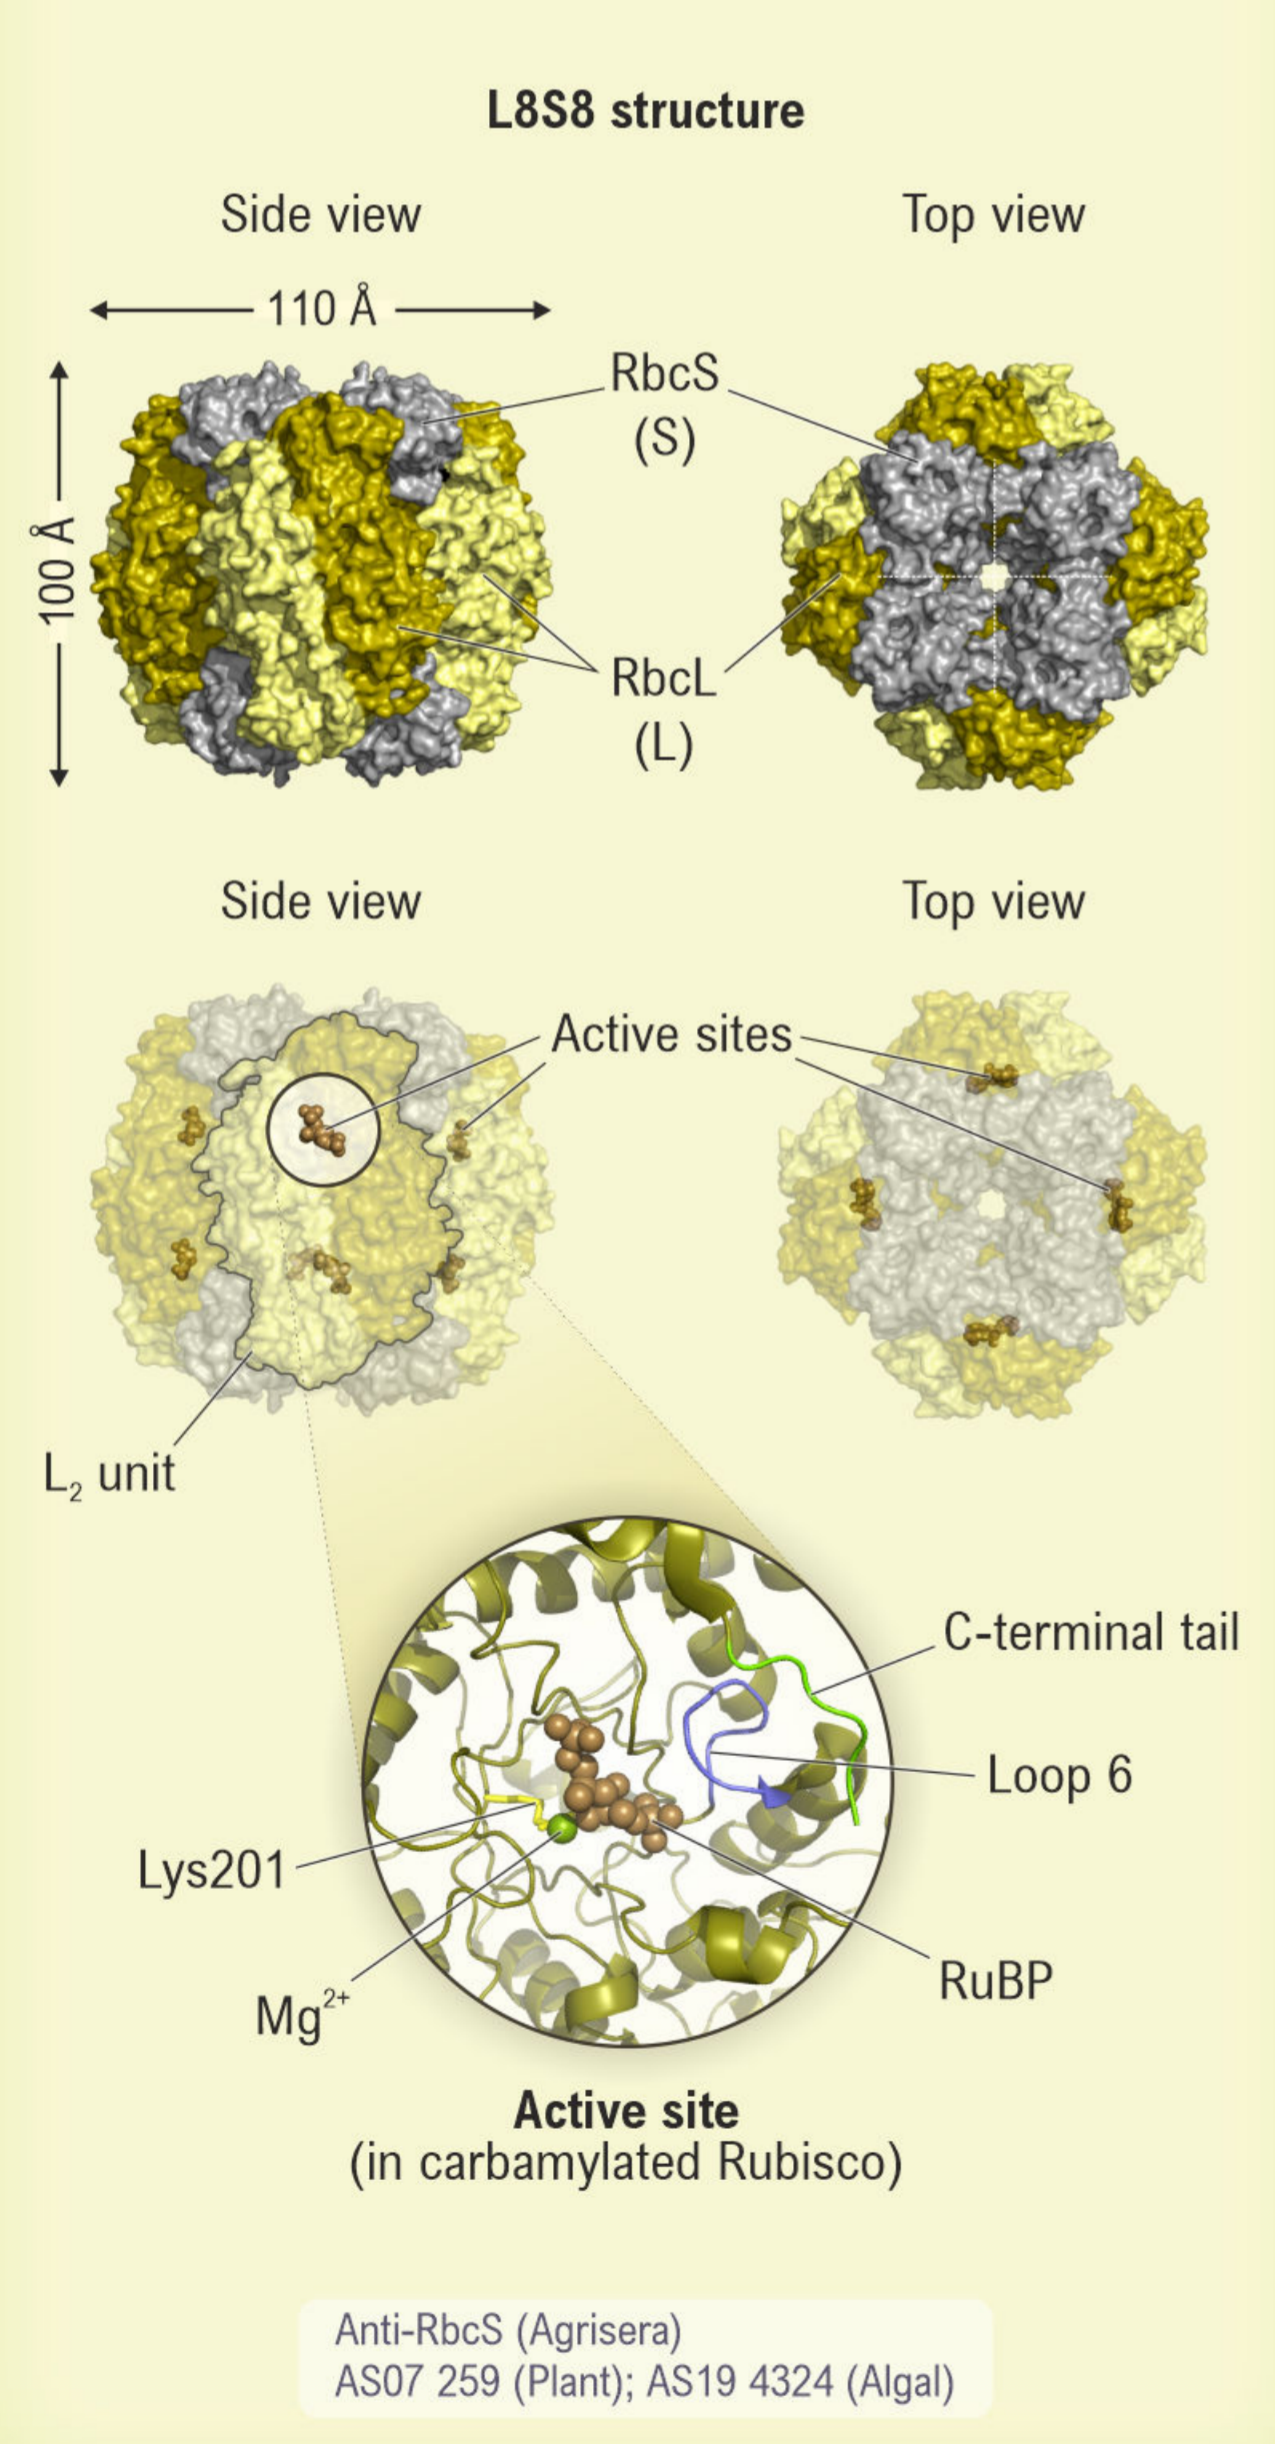 L8S8 structure
Side view
Top view
110 Å
100 Å
RbcS
(S)
RbcL
(L)
Side view
Top view
Active sites
L₂ unit
C-terminal tail
Loop 6
Lys201
RuBP
Mg²⁺
Active site
(in carbamylated Rubisco)
Anti-RbcS (Agrisera)
AS07 259 (Plant); AS19 4324 (Algal)